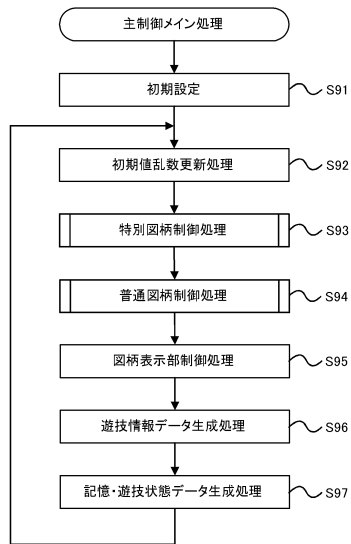 主制御メイン処理
初期設定 S91
初期値乱数更新処理 S92
特別図柄制御処理 S93
普通図柄制御処理 S94
図柄表示部制御処理 S95
遊技情報データ生成処理 S96
記憶・遊技状態データ生成処理 S97